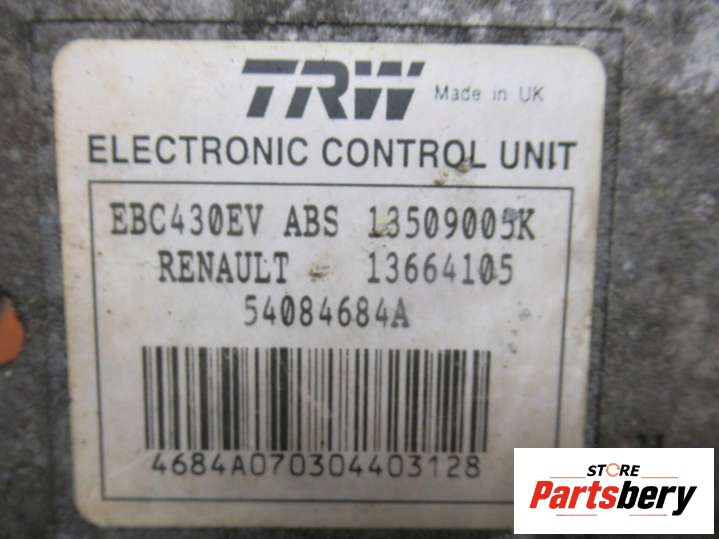 TRW Made in UK
ELECTRONIC CONTROL UNIT
EBC430EV ABS 13509005K
RENAULT - 13664105
54084684A
4684A070304403128
STORE
Partsbery